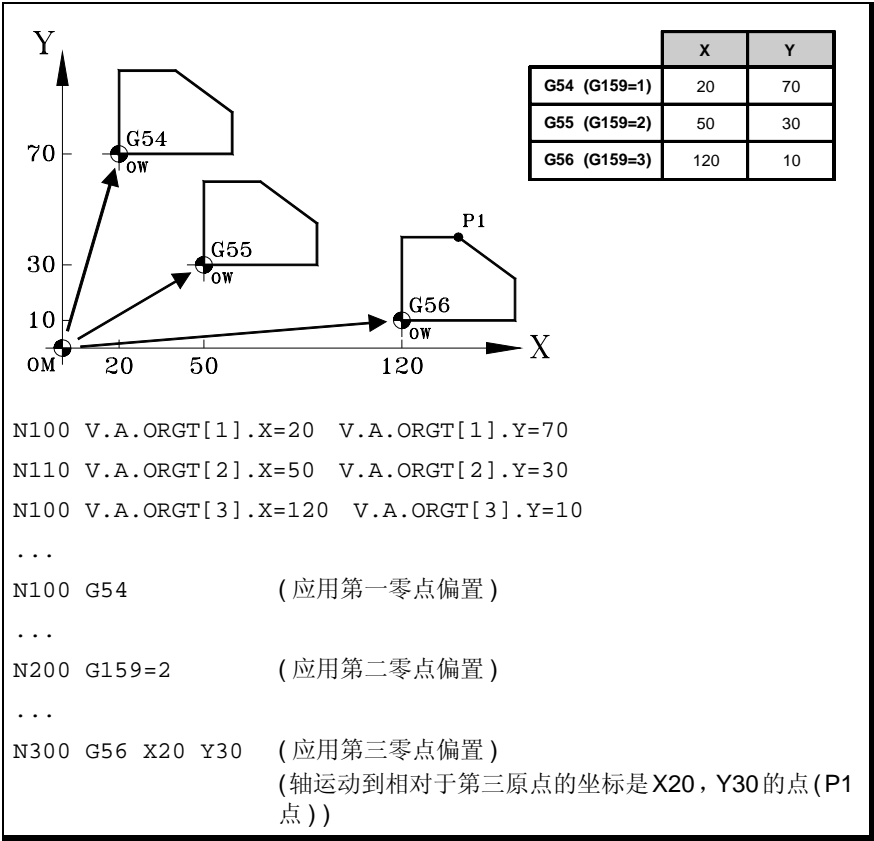 Y
X Y
G54 (G159=1) 20 70
G55 (G159=2) 50 30
G56 (G159=3) 120 10
G54
70
OW
P1
G55
30
OW
G56
10
OW
X
OM 20 50 120
N100 V.A.ORGT[1].X=20 V.A.ORGT[1].Y=70
N110 V.A.ORGT[2].X=50 V.A.ORGT[2].Y=30
N100 V.A.ORGT[3].X=120 V.A.ORGT[3].Y=10
...
N100 G54 (应用第一零点偏置)
...
N200 G159=2 (应用第二零点偏置)
...
N300 G56 X20 Y30 (应用第三零点偏置)
(轴运动到相对于第三原点的坐标是X20，Y30的点(P1
点))